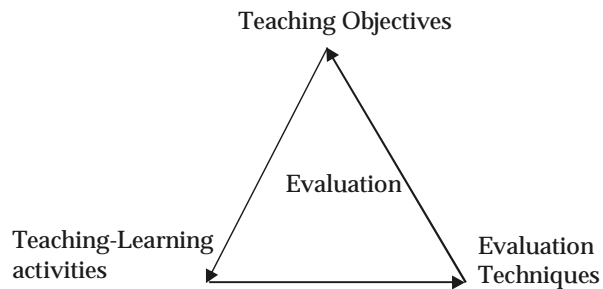 Teaching Objectives
Evaluation
Teaching-Learning
activities
Evaluation
Techniques